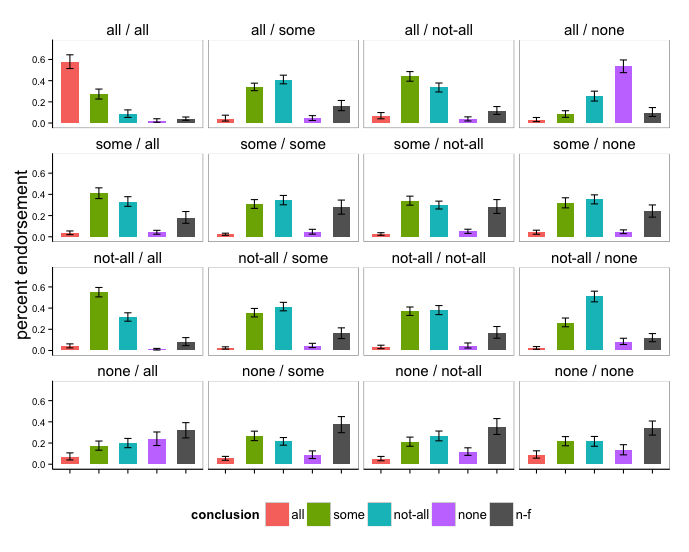 all / all all / some all / not-all all / none
0.6
0.4
0.2
0.0
some / all some / some some / not-all some / none
0.6
0.4
0.2
0.0
not-all / all not-all / some not-all / not-all not-all / none
0.6
0.4
0.2
0.0
none / all none / some none / not-all none / none
0.6
0.4
0.2
0.0
percent endorsement
conclusion all some not-all none n-f